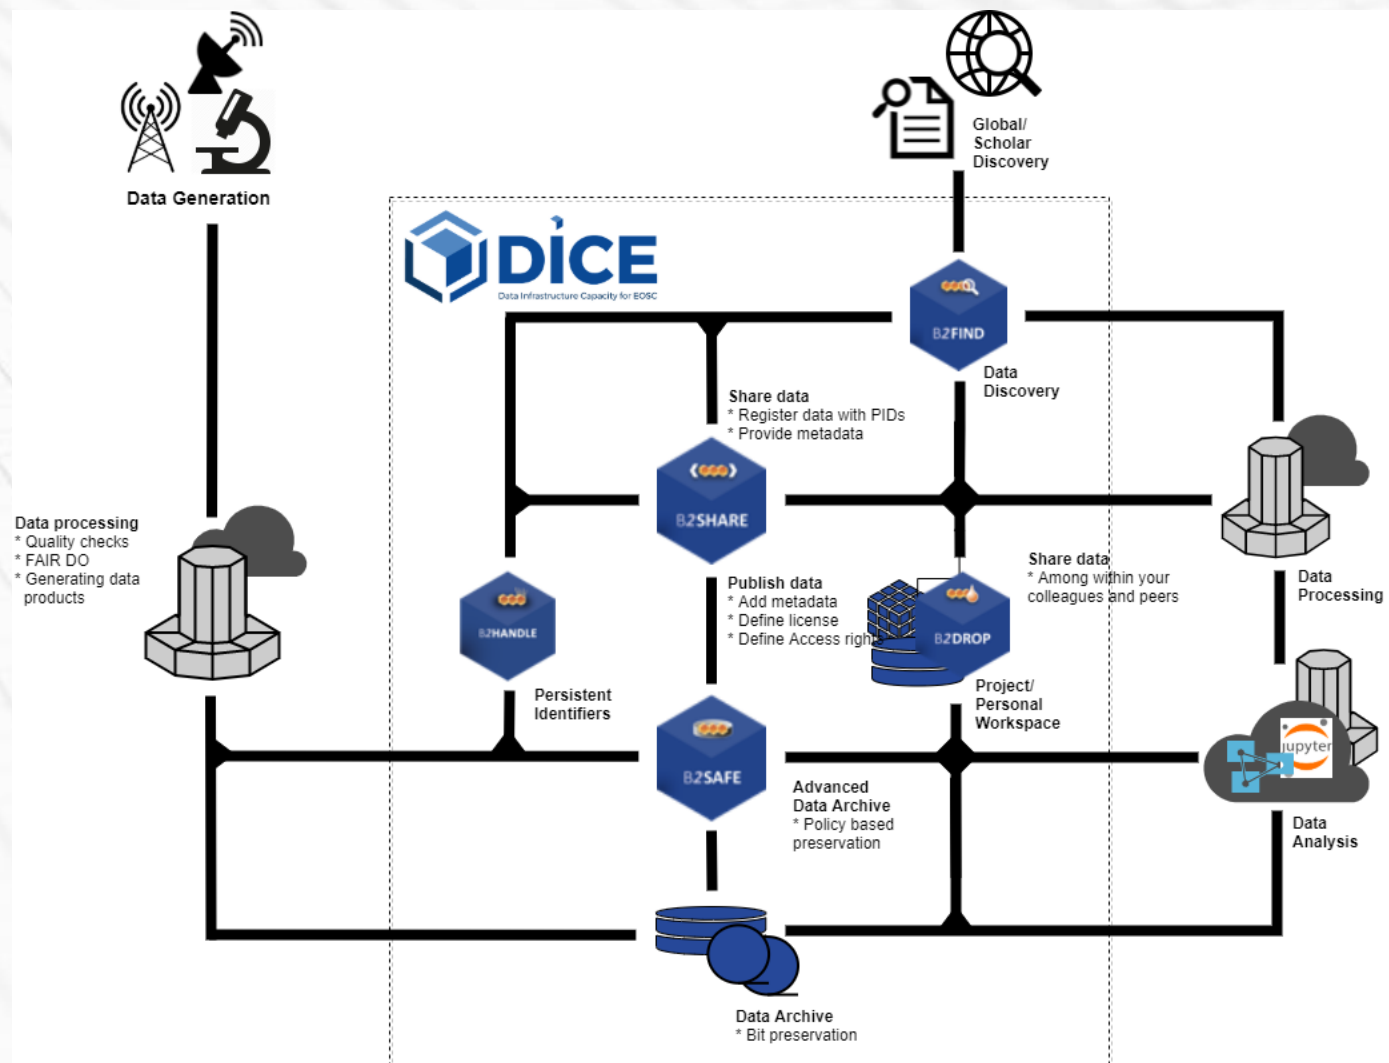 Data Generation
Global/
Scholar
Discovery
DICE
Data Infrastructure Capacity for EOSC
B2FIND
Data
Discovery
Share data
* Register data with PIDs
* Provide metadata
B2SHARE
Data processing
* Quality checks
* FAIR DO
* Generating data
products
Publish data
* Add metadata
* Define license
* Define Access rights
Share data
* Among within your
colleagues and peers
Data
Processing
B2HANDLE
B2DROP
Persistent
Identifiers
Project/
Personal
Workspace
B2SAFE
jupyter
Advanced
Data Archive
* Policy based
preservation
Data
Analysis
Data Archive
* Bit preservation